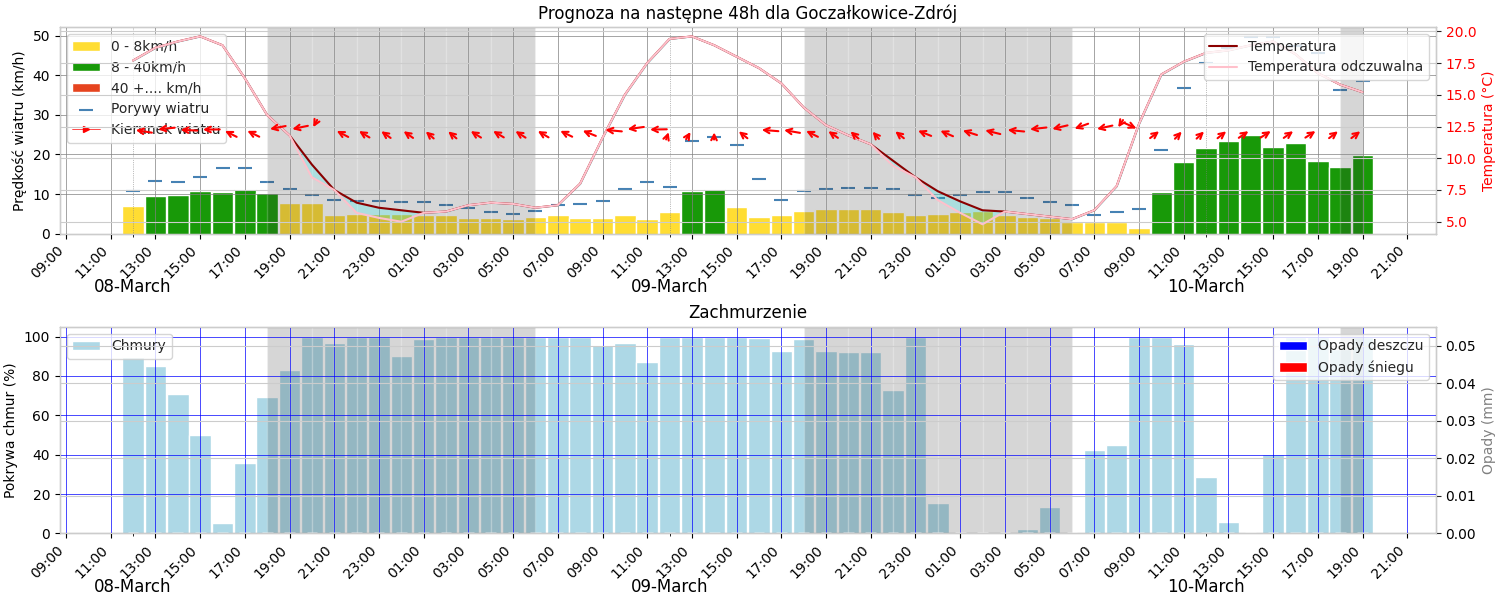 Prognoza na następne 48h dla Goczałkowice-Zdrój
Prędkość wiatru (km/h)
50
40
30
20
10
0
0 - 8km/h
8 - 40km/h
40 +.... km/h
Porywy wiatru
Kierunek wiatru
Temperatura
Temperatura odczuwalna
20.0
17.5
15.0
12.5
10.0
7.5
5.0
Temperatura (°C)
09:00 11:00 13:00 15:00 17:00 19:00 21:00 23:00 01:00 03:00 05:00 07:00 09:00 11:00 13:00 15:00 17:00 19:00 21:00 23:00 01:00 03:00 05:00 07:00 09:00 11:00 13:00 15:00 17:00 19:00 21:00
08-March 09-March 10-March
Zachmurzenie
Pokrywa chmur (%)
100
80
60
40
20
0
Chmury
Opady deszczu
Opady śniegu
0.05
0.04
0.03
0.02
0.01
0.00
Opady (mm)
09:00 11:00 13:00 15:00 17:00 19:00 21:00 23:00 01:00 03:00 05:00 07:00 09:00 11:00 13:00 15:00 17:00 19:00 21:00 23:00 01:00 03:00 05:00 07:00 09:00 11:00 13:00 15:00 17:00 19:00 21:00
08-March 09-March 10-March